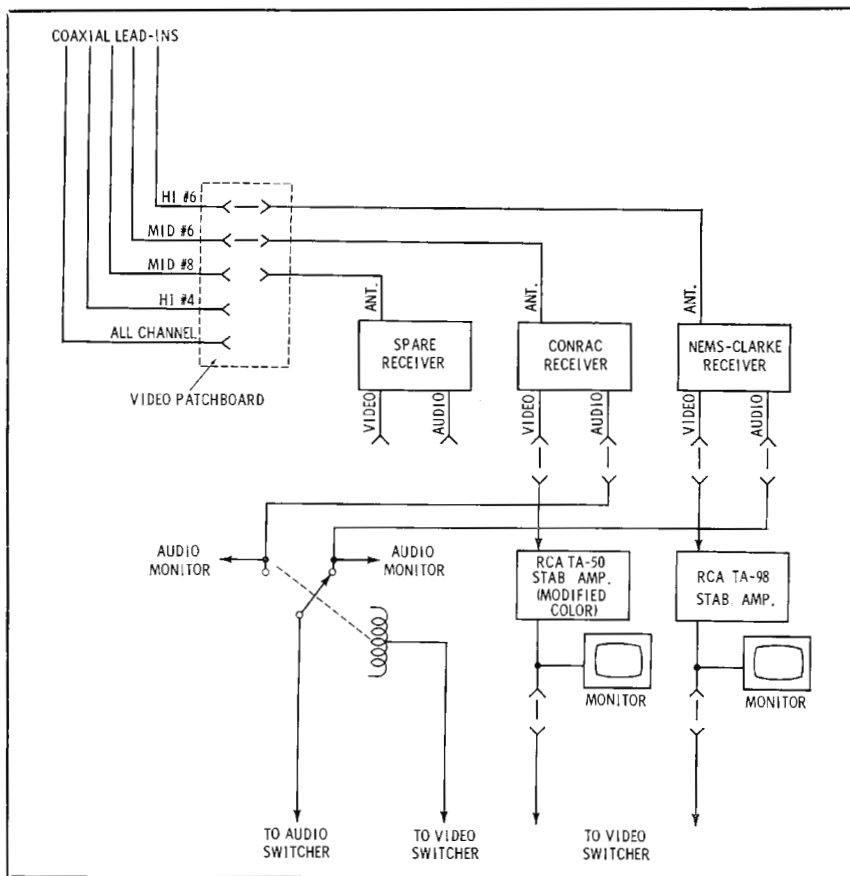 COAXIAL LEAD-INS
HI #6
MID #6
MID #8
HI #4
ALL CHANNEL
VIDEO PATCHBOARD
ANT.
ANT.
ANT.
SPARE
RECEIVER
CONRAC
RECEIVER
NEMS-CLARKE
RECEIVER
VIDEO
AUDIO
VIDEO
AUDIO
VIDEO
AUDIO
AUDIO
MONITOR
AUDIO
MONITOR
RCA TA-50
STAB AMP.
(MODIFIED
COLOR)
RCA TA-98
STAB. AMP.
MONITOR
MONITOR
TO AUDIO
SWITCHER
TO VIDEO
SWITCHER
TO VIDEO
SWITCHER